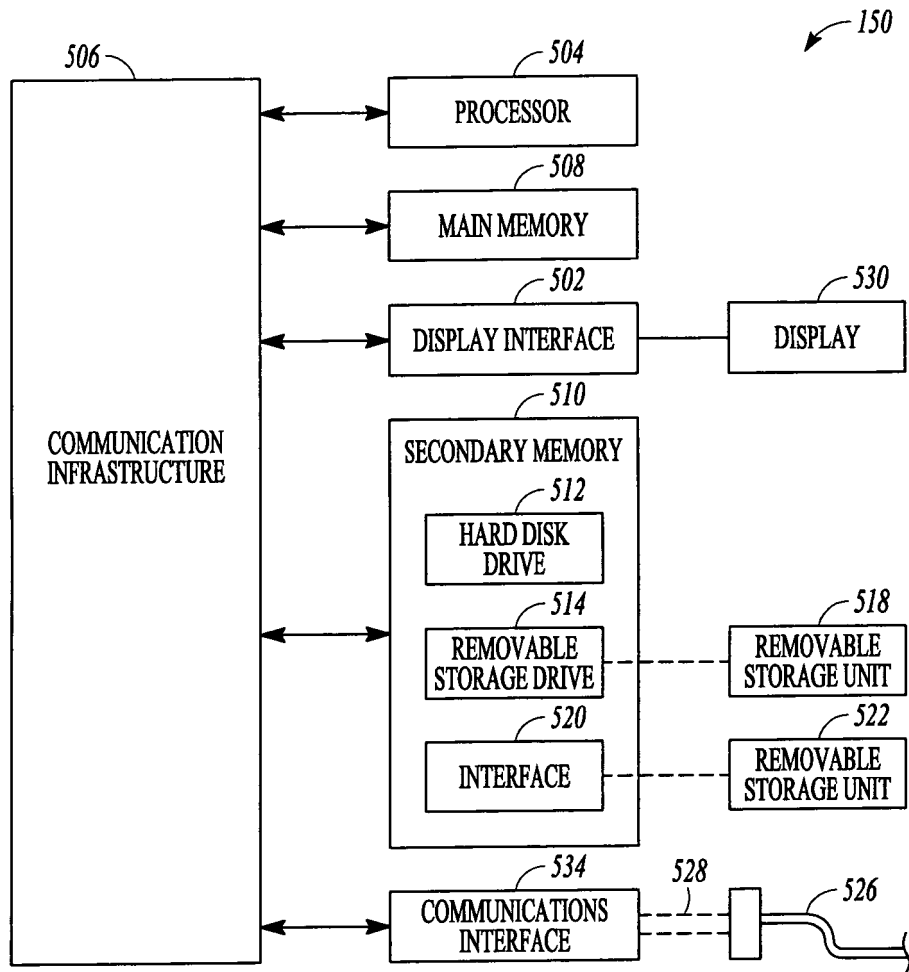 150
506
504
PROCESSOR
508
MAIN MEMORY
502
DISPLAY INTERFACE
530
DISPLAY
COMMUNICATION
INFRASTRUCTURE
510
SECONDARY MEMORY
512
HARD DISK
DRIVE
514
REMOVABLE
STORAGE DRIVE
518
REMOVABLE
STORAGE UNIT
520
INTERFACE
522
REMOVABLE
STORAGE UNIT
534
COMMUNICATIONS
INTERFACE
528
526